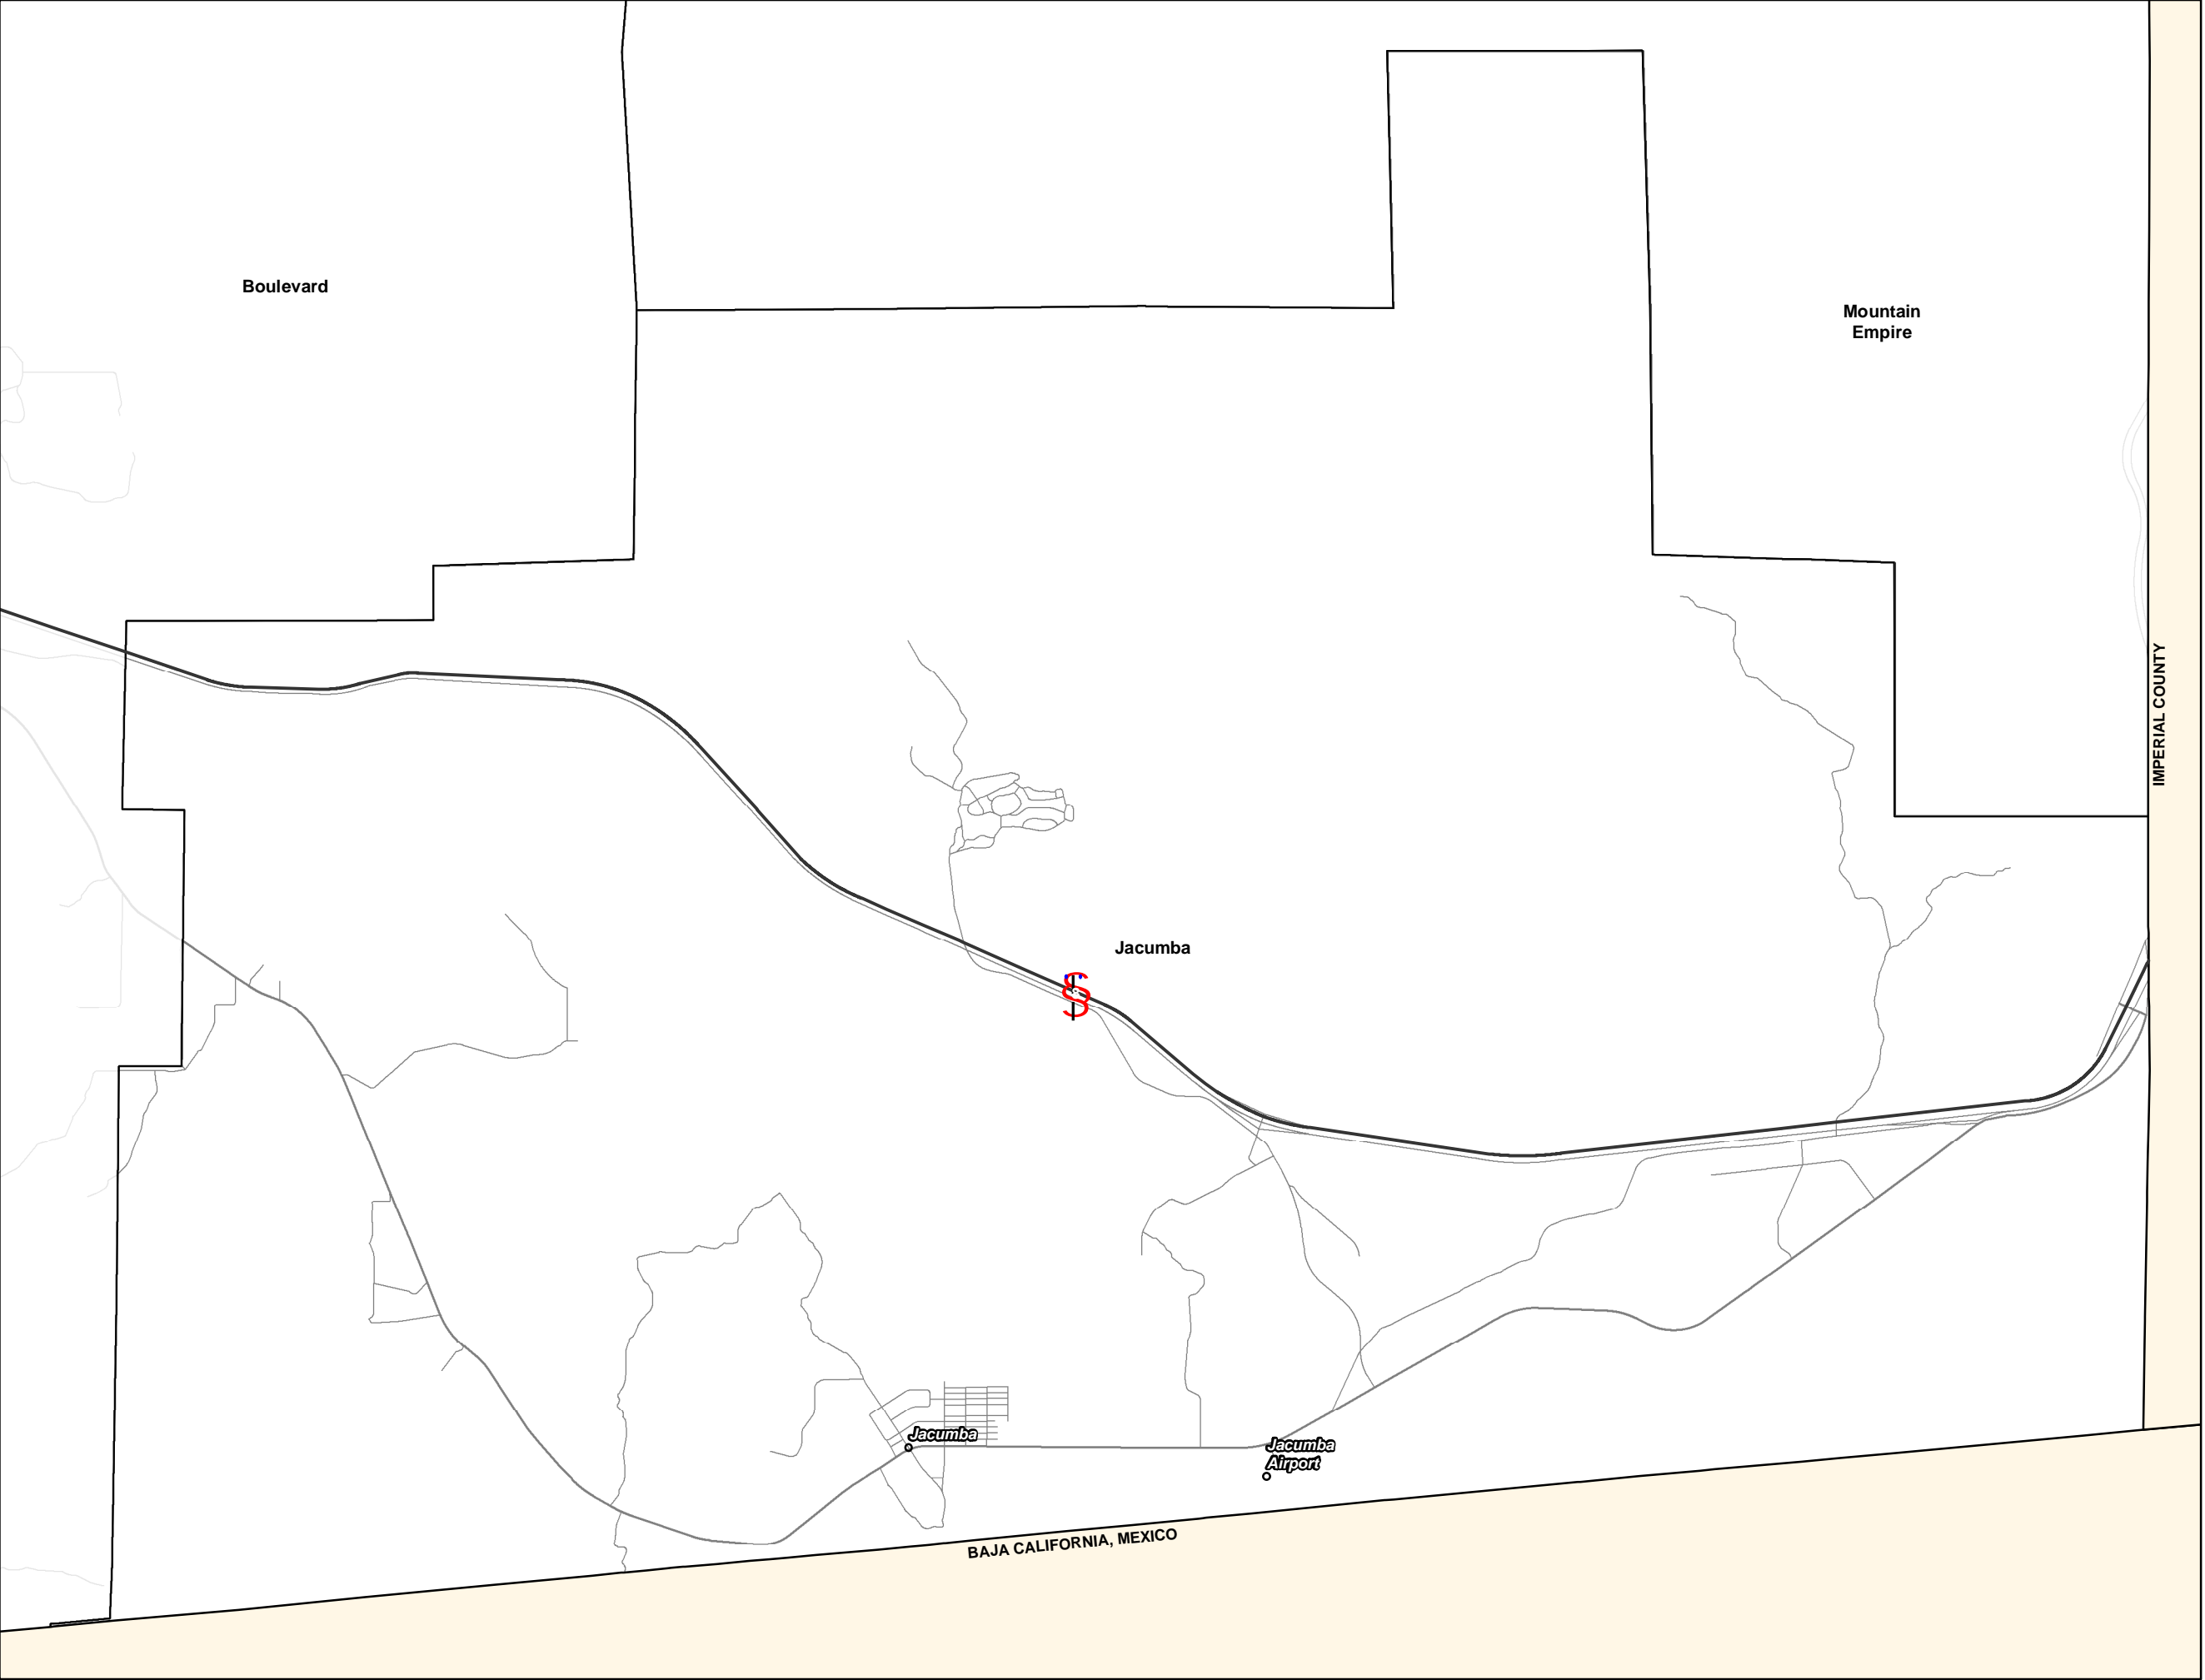 Boulevard
Mountain
Empire
IMPERIAL COUNTY
Jacumba
Jacumba
Jacumba
Airport
BAJA CALIFORNIA, MEXICO